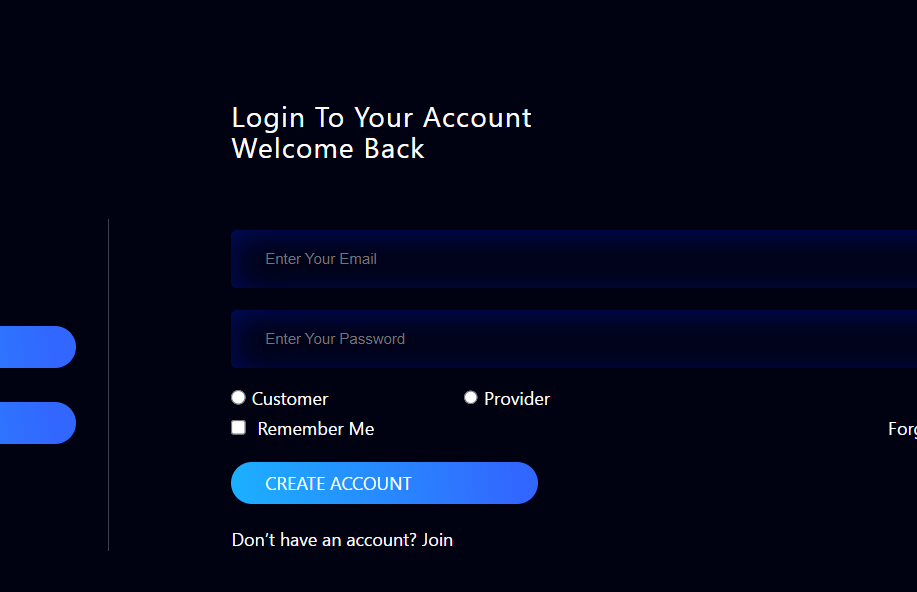 Login To Your Account
Welcome Back
Enter Your Email
Enter Your Password
Customer Provider
Remember Me
CREATE ACCOUNT
Don’t have an account? Join